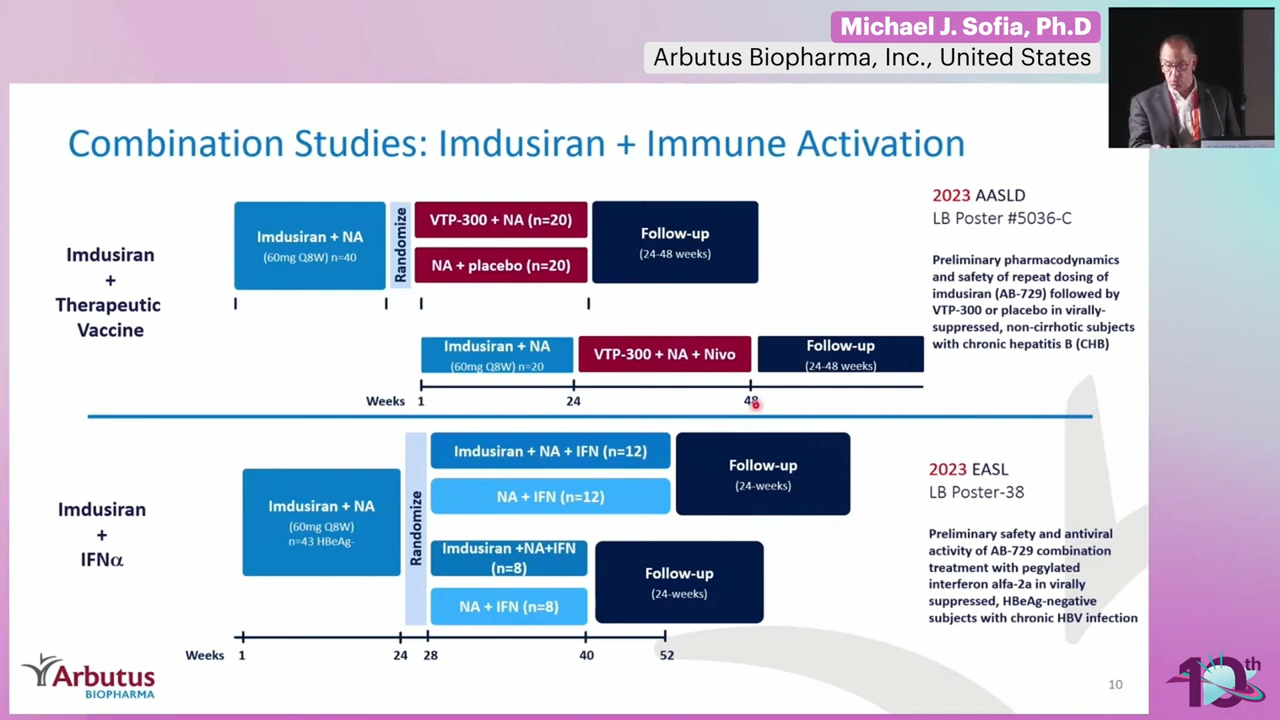 Michael J. Sofia, Ph.D
Arbutus Biopharma, Inc., United States
Combination Studies: Imdusiran + Immune Activation
Imdusiran
+
Therapeutic
Vaccine
Imdusiran + NA
(60mg Q8W) n=40
Randomize
VTP-300 + NA (n=20)
NA + placebo (n=20)
Follow-up
(24-48 weeks)
Imdusiran + NA
(60mg Q8W) n=20
VTP-300 + NA + Nivo
Follow-up
(24-48 weeks)
Weeks 1 24 48
2023 AASLD
LB Poster #5036-C
Preliminary pharmacodynamics
and safety of repeat dosing of
imdusiran (AB-729) followed by
VTP-300 or placebo in virally-
suppressed, non-cirrhotic subjects
with chronic hepatitis B (CHB)
Imdusiran
+
IFNα
Imdusiran + NA
(60mg Q8W)
n=43 HBeAg-
Randomize
Imdusiran + NA + IFN (n=12)
NA + IFN (n=12)
Follow-up
(24-weeks)
Imdusiran +NA+IFN
(n=8)
NA + IFN (n=8)
Follow-up
(24-weeks)
Weeks 1 24 28 40 52
2023 EASL
LB Poster-38
Preliminary safety and antiviral
activity of AB-729 combination
treatment with pegylated
interferon alfa-2a in virally
suppressed, HBeAg-negative
subjects with chronic HBV infection
Arbutus
BIOPHARMA
10
10th